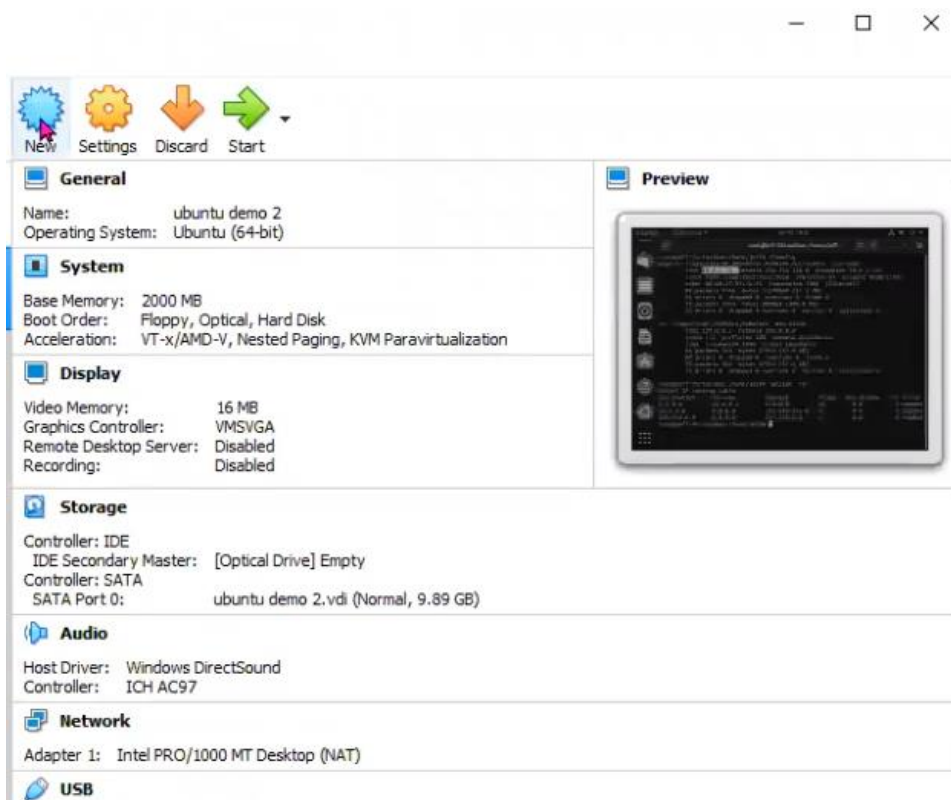 New Settings Discard Start
General
Name: ubuntu demo 2
Operating System: Ubuntu (64-bit)
System
Base Memory: 2000 MB
Boot Order: Floppy, Optical, Hard Disk
Acceleration: VT-x/AMD-V, Nested Paging, KVM Paravirtualization
Display
Video Memory: 16 MB
Graphics Controller: VMSVGA
Remote Desktop Server: Disabled
Recording: Disabled
Preview
Storage
Controller: IDE
IDE Secondary Master: [Optical Drive] Empty
Controller: SATA
SATA Port 0: ubuntu demo 2.vdi (Normal, 9.89 GB)
Audio
Host Driver: Windows DirectSound
Controller: ICH AC97
Network
Adapter 1: Intel PRO/1000 MT Desktop (NAT)
USB